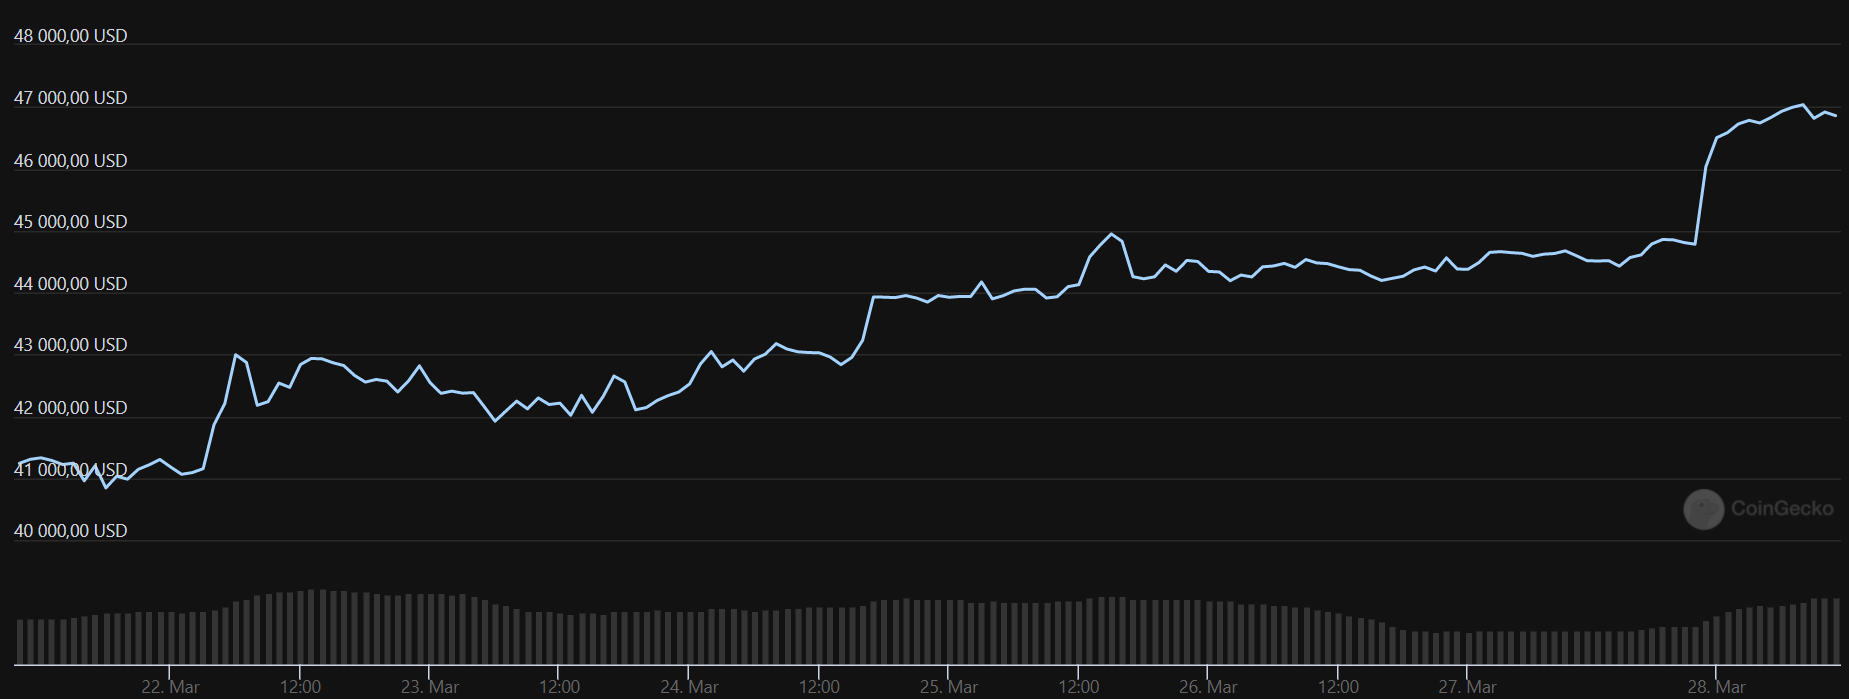 48 000,00 USD
47 000,00 USD
46 000,00 USD
45 000,00 USD
44 000,00 USD
43 000,00 USD
42 000,00 USD
41 000,00 USD
CoinGecko
40 000,00 USD
22. Mar 12:00 23. Mar 12:00 24. Mar 12:00 25. Mar 12:00 26. Mar 12:00 27. Mar 28. Mar